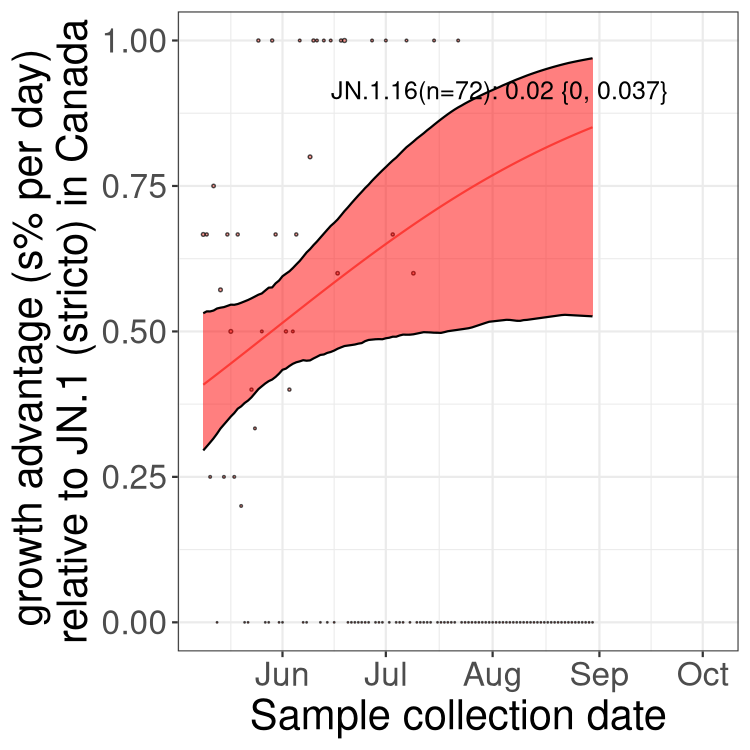 growth advantage (s% per day)
relative to JN.1 (stricto) in Canada
1.00
0.75
0.50
0.25
0.00
JN.1.16(n=72): 0.02 {0, 0.037}
Jun Jul Aug Sep Oct
Sample collection date